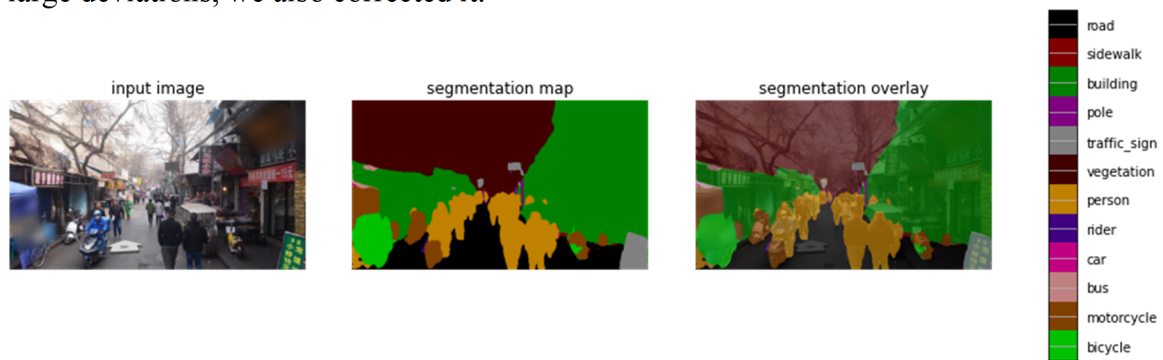 large deviations, we also corrected it.
input image
segmentation map
segmentation overlay
road
sidewalk
building
pole
traffic_sign
vegetation
person
rider
car
bus
motorcycle
bicycle